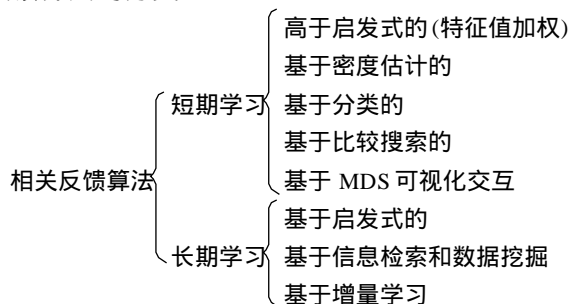 高于启发式的(特征值加权)
基于密度估计的
短期学习
基于分类的
基于比较搜索的
相关反馈算法
基于 MDS 可视化交互
基于启发式的
长期学习
基于信息检索和数据挖掘
基于增量学习